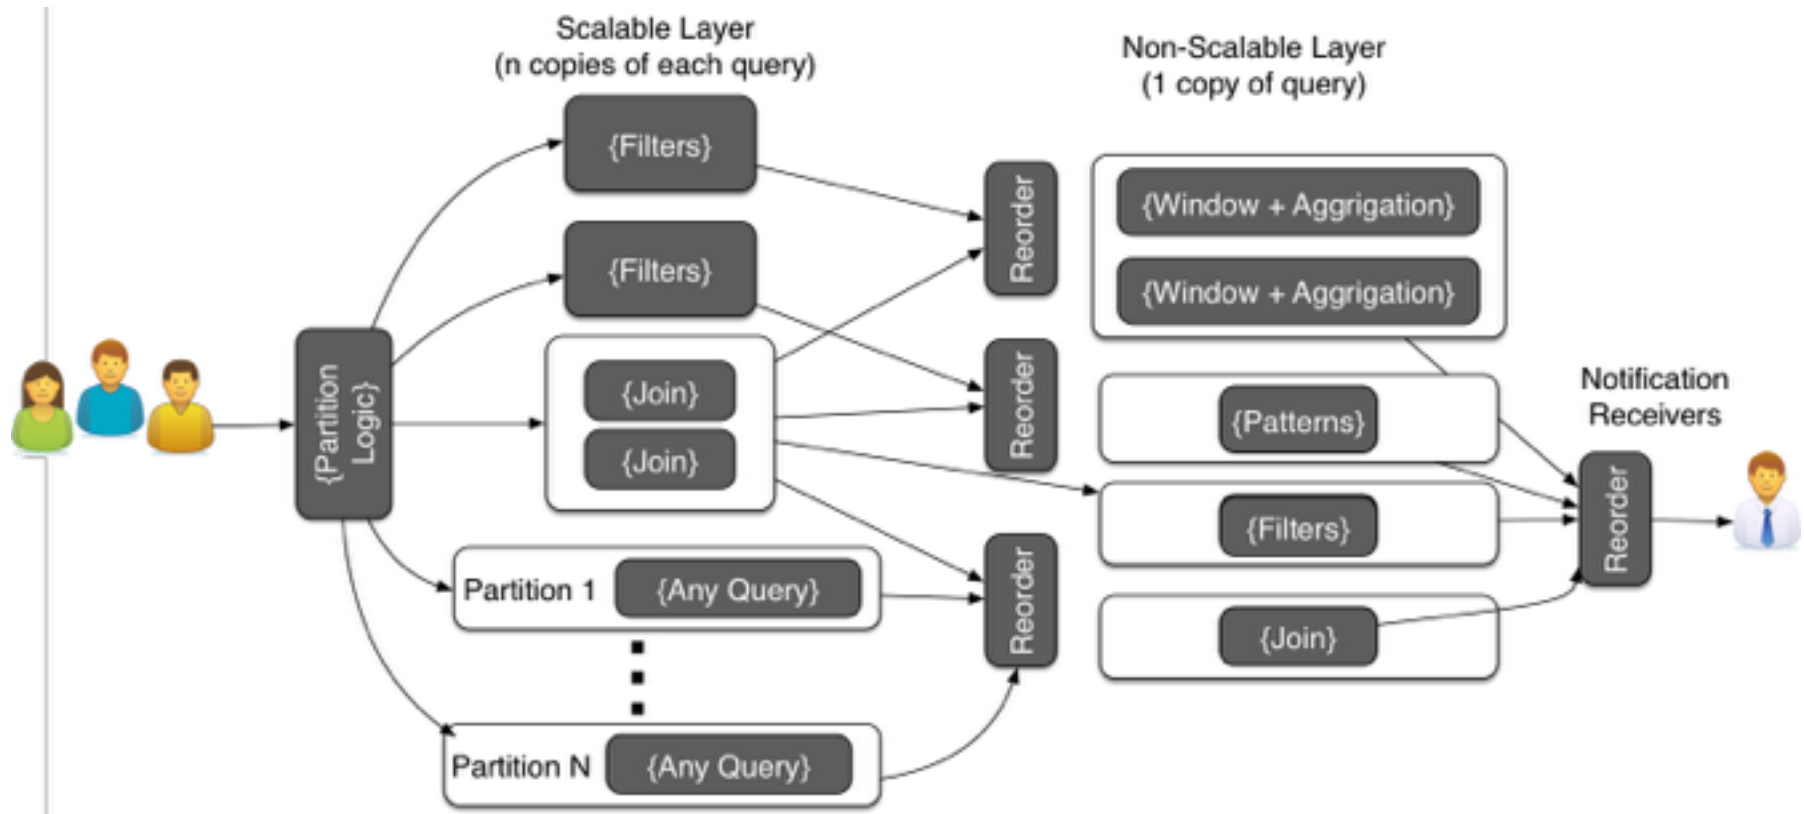 Scalable Layer
(n copies of each query)
Non-Scalable Layer
(1 copy of query)
{Filters}
{Filters}
{Partition
Logic}
{Join}
{Join}
Partition 1 {Any Query}
Partition N {Any Query}
Reorder
Reorder
Reorder
{Window + Aggrigation}
{Window + Aggrigation}
{Patterns}
{Filters}
{Join}
Notification
Receivers
Reorder